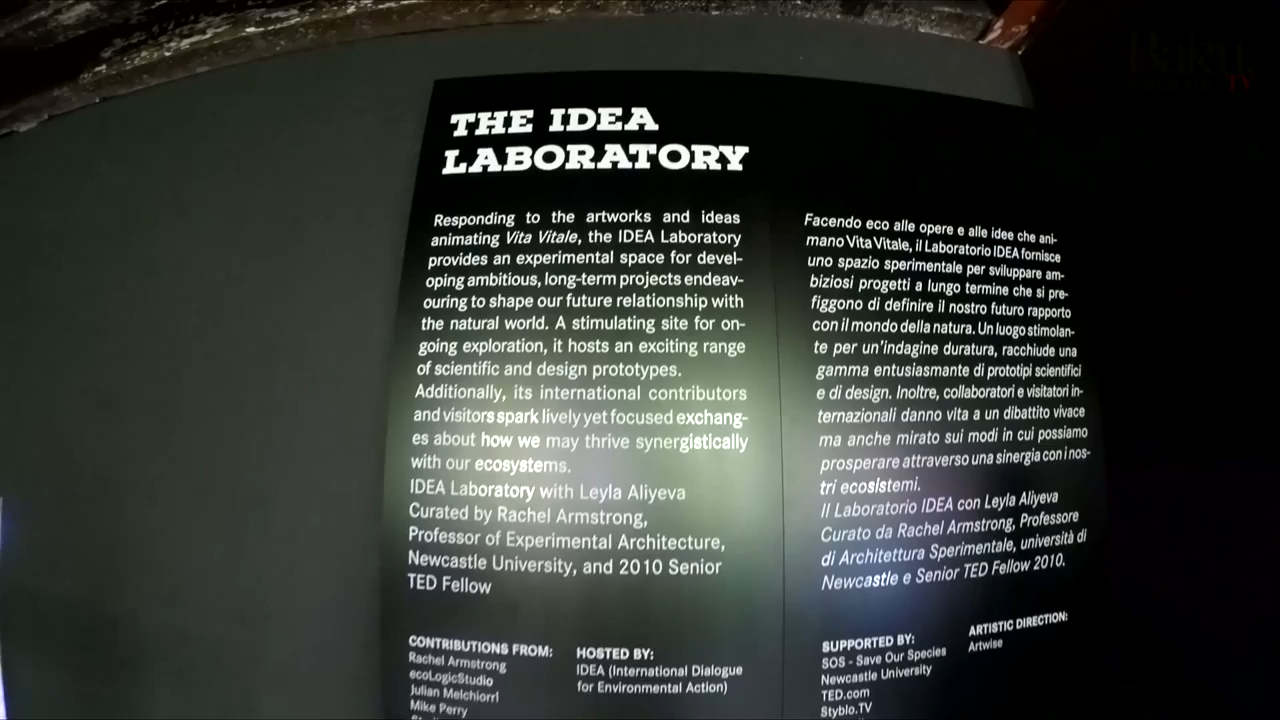 THE IDEA
LABORATORY
Responding to the artworks and ideas
animating Vita Vitale, the IDEA Laboratory
provides an experimental space for devel-
oping ambitious, long-term projects endeav-
ouring to shape our future relationship with
the natural world. A stimulating site for on-
going exploration, it hosts an exciting range
of scientific and design prototypes.
Additionally, its international contributors
and visitors spark lively yet focused exchang-
es about how we may thrive synergistically
with our ecosystems.
IDEA Laboratory with Leyla Aliyeva
Curated by Rachel Armstrong,
Professor of Experimental Architecture,
Newcastle University, and 2010 Senior
TED Fellow
CONTRIBUTIONS FROM:
Rachel Armstrong
ecoLogicStudio
Julian Melchiorri
Mike Perry
HOSTED BY:
IDEA (International Dialogue
for Environmental Action)
Facendo eco alle opere e alle idee che ani-
mano Vita Vitale, il Laboratorio IDEA fornisce
uno spazio sperimentale per sviluppare am-
biziosi progetti a lungo termine che si pre-
figgono di definire il nostro futuro rapporto
con il mondo della natura. Un luogo stimolan-
te per un'indagine duratura, racchiude una
gamma entusiasmante di prototipi scientifici
e di design. Inoltre, collaboratori e visitatori in-
ternazionali danno vita a un dibattito vivace
ma anche mirato sui modi in cui possiamo
prosperare attraverso una sinergia con i nos-
tri ecosistemi.
Il Laboratorio IDEA con Leyla Aliyeva
Curato da Rachel Armstrong, Professore
di Architettura Sperimentale, università di
Newcastle e Senior TED Fellow 2010.
SUPPORTED BY:
SOS - Save Our Species
Newcastle University
TED.com
Styblo.TV
ARTISTIC DIRECTION:
Artwise
Baku
TV